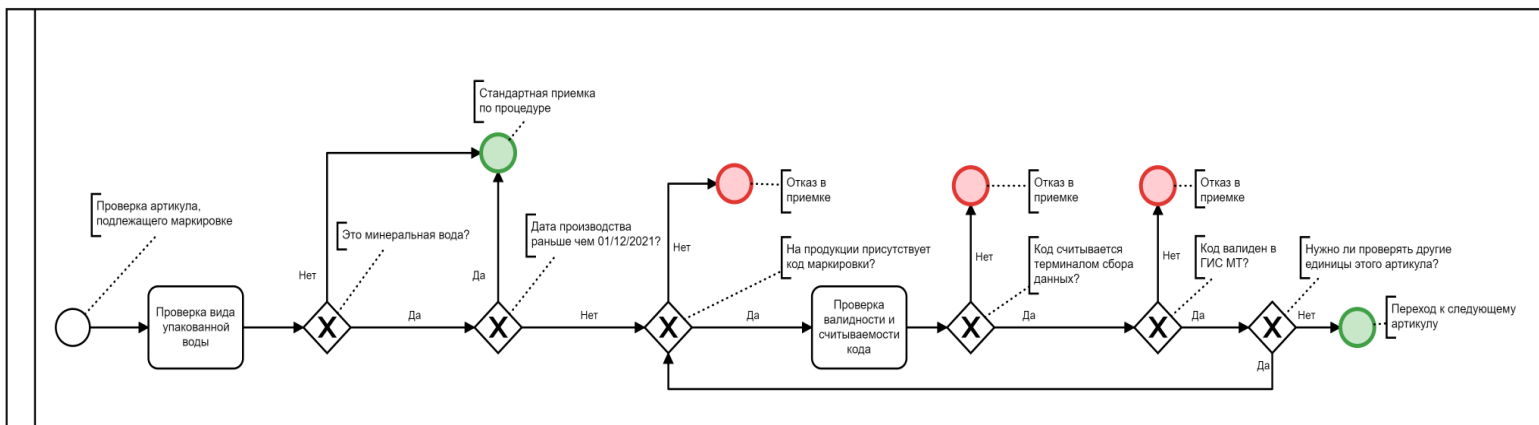 Стандартная приемка
по процедуре
Проверка артикула,
подлежащего маркировке
Это минеральная вода?
Дата производства
раньше чем 01/12/2021?
Отказ в
приемке
На продукции присутствует
код маркировки?
Отказ в
приемке
Код считывается
терминалом сбора
данных?
Отказ в
приемке
Код валиден в
ГИС МТ?
Нужно ли проверять другие
единицы этого артикула?
Переход к следующему
артикулу
Нет
Да
Нет
Нет
Нет
Проверка вида
упакованной
воды
X
Да
X
Нет
X
Да
Проверка
валидности и
считываемости
кода
X
Да
X
Да
X
Нет
Да